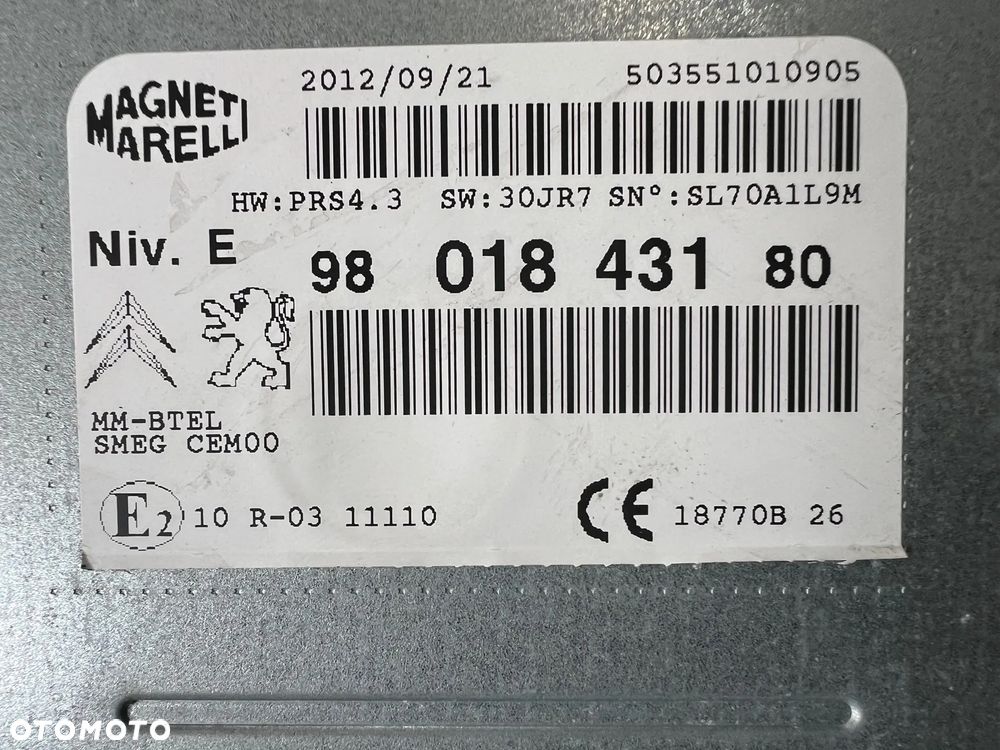 MAGNETI
MARELLI
2012/09/21 503551010905
HW:PRS4.3 SW:30JR7 SN°:SL70A1L9M
Niv. E 98 018 431 80
MM-BTEL
SMEG CEM00
E2 10 R-03 11110 CE 18770B 26
OTOMOTO